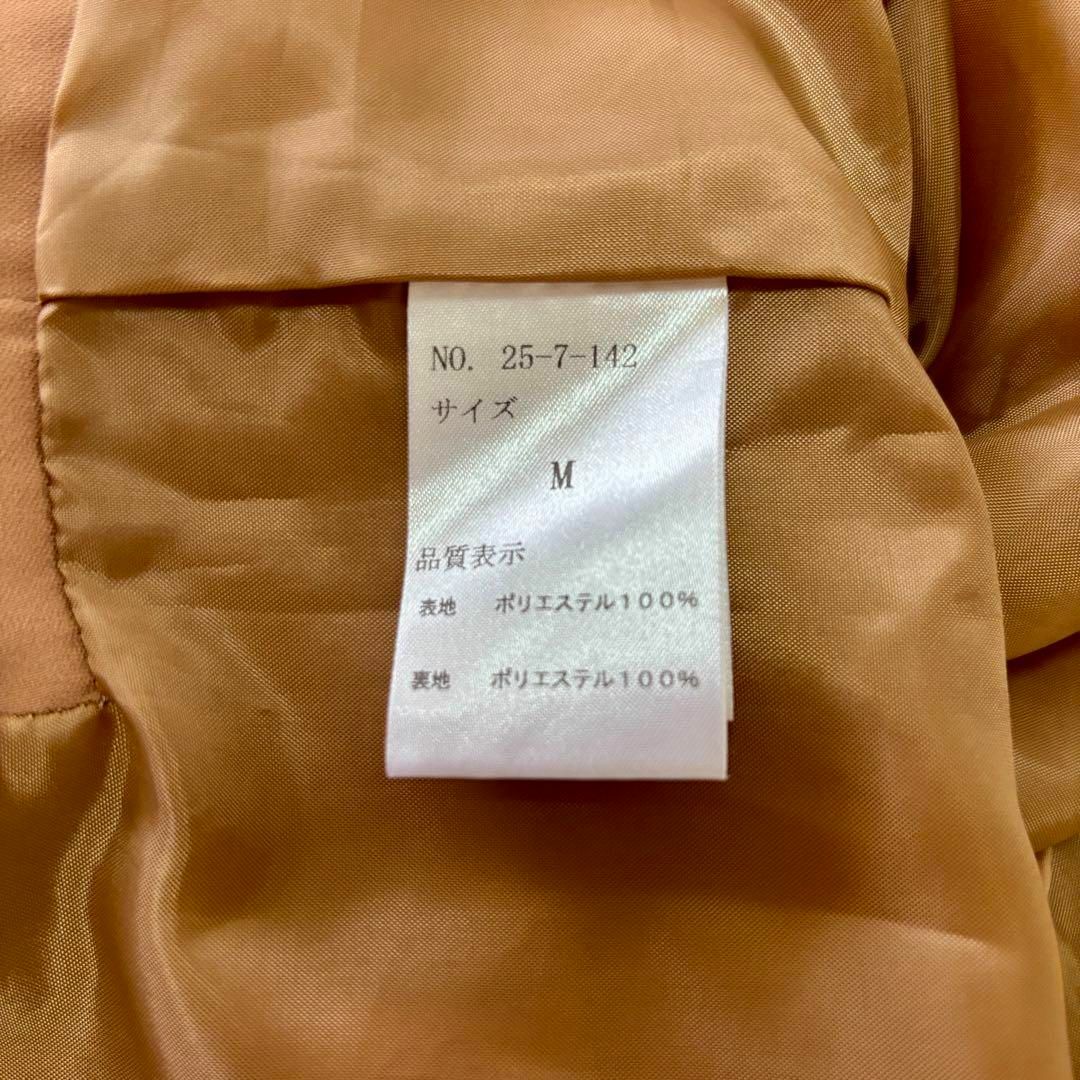 NO. 25-7-142
サイズ
M
品質表示
表地 ポリエステル１００％
裏地 ポリエステル１００％